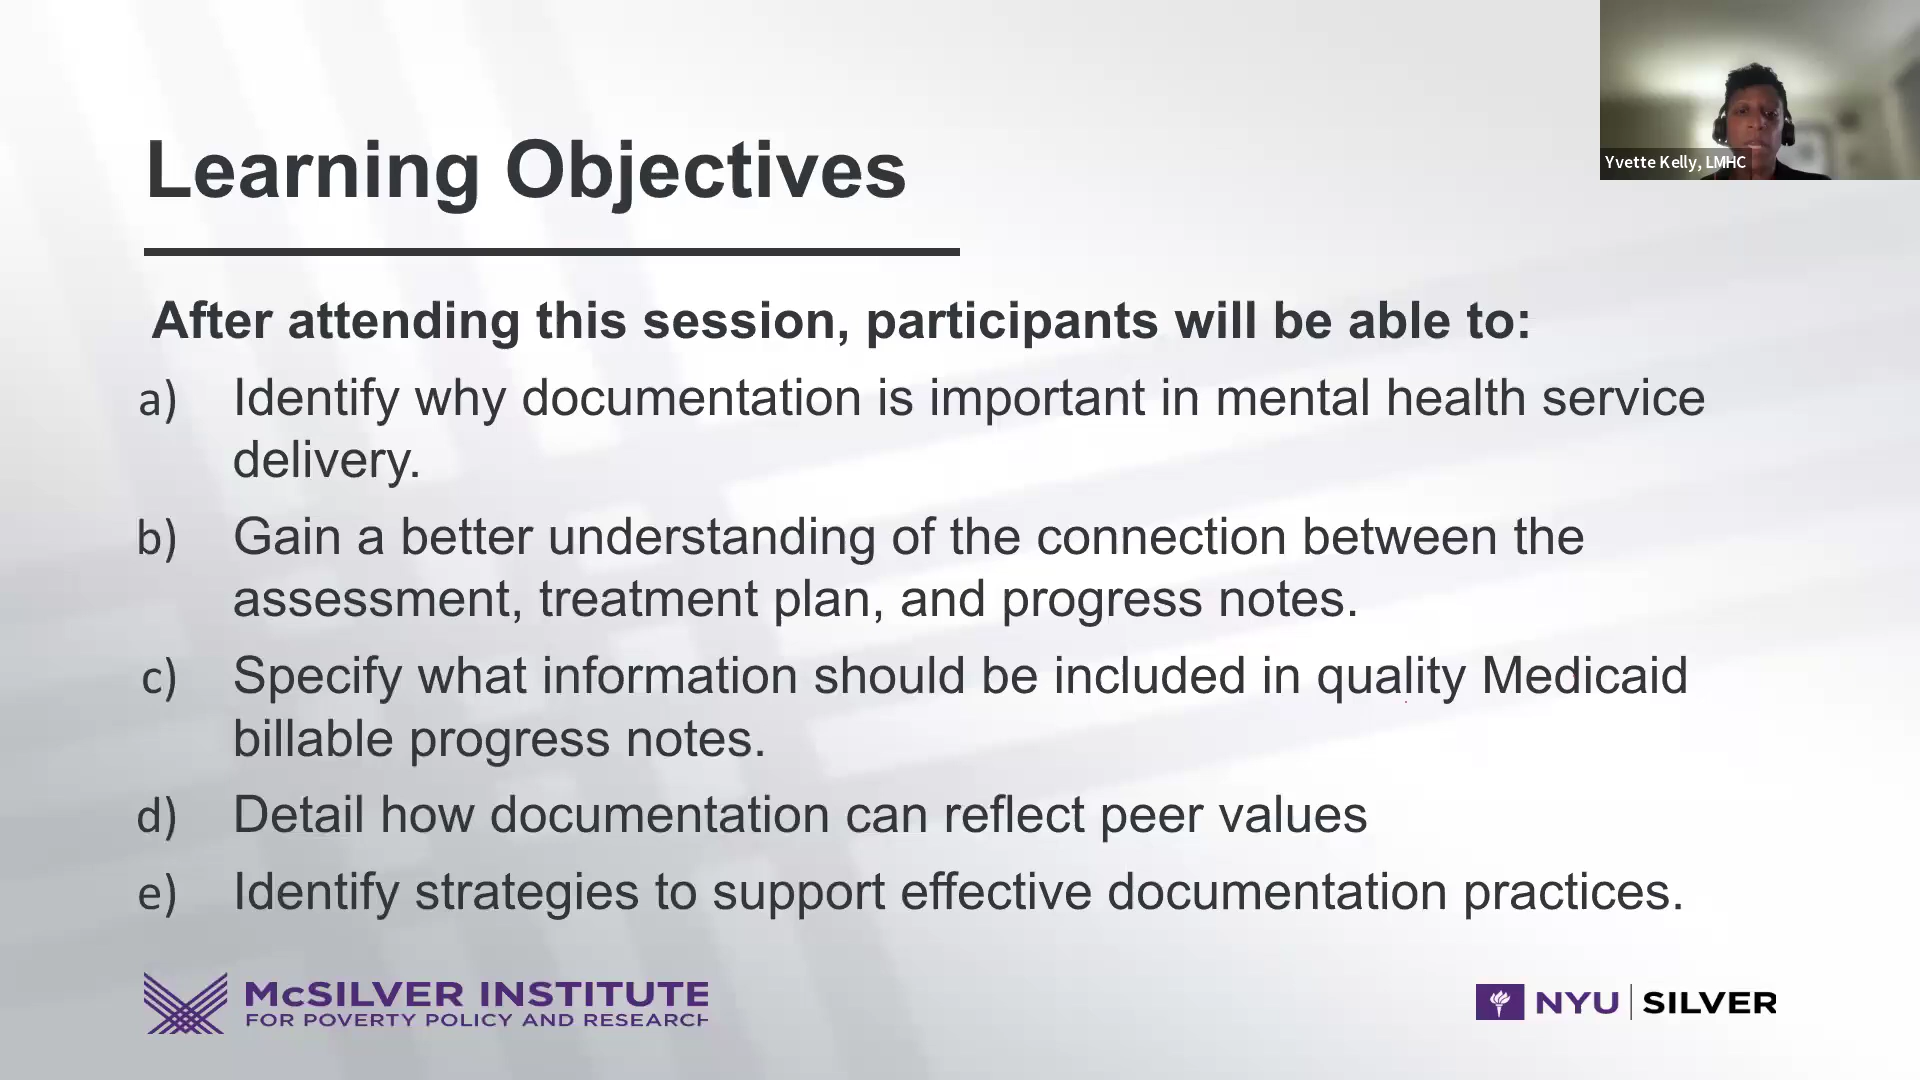 Learning Objectives
Yvette Kelly, LMHC
After attending this session, participants will be able to:
a) Identify why documentation is important in mental health service
delivery.
b) Gain a better understanding of the connection between the
assessment, treatment plan, and progress notes.
c) Specify what information should be included in quality Medicaid
billable progress notes.
d) Detail how documentation can reflect peer values
e) Identify strategies to support effective documentation practices.
McSILVER INSTITUTE
FOR POVERTY POLICY AND RESEARCH
NYU SILVER